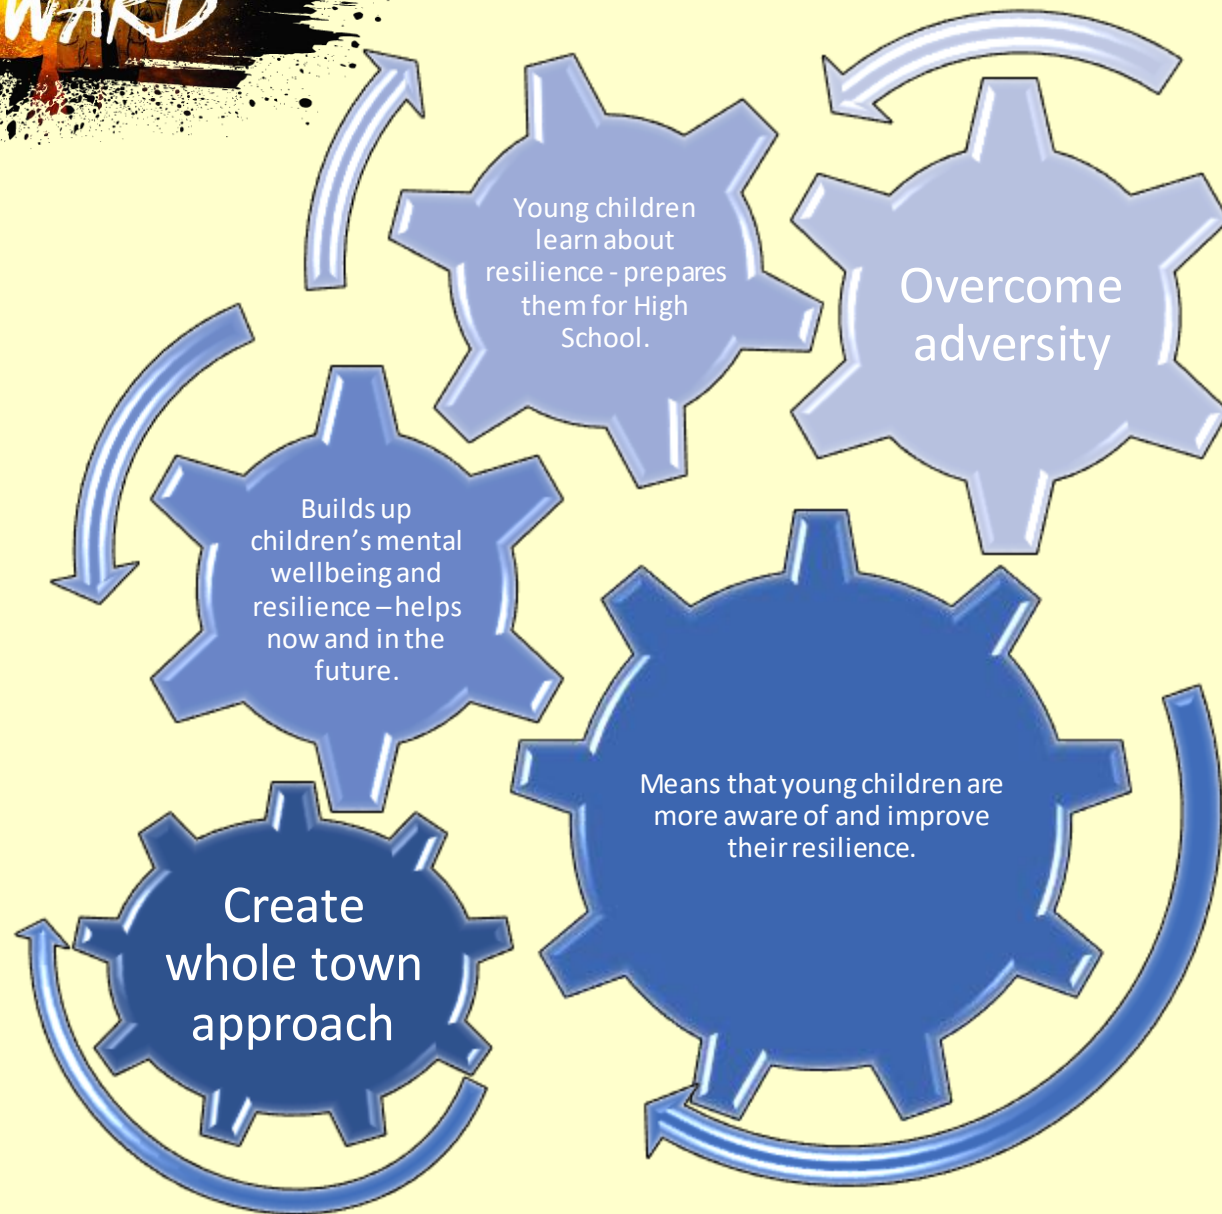 WARD
Young children
learn about
resilience - prepares
them for High
School.
Overcome
adversity
Builds up
children’s mental
wellbeing and
resilience – helps
now and in the
future.
Means that young children are
more aware of and improve
their resilience.
Create
whole town
approach